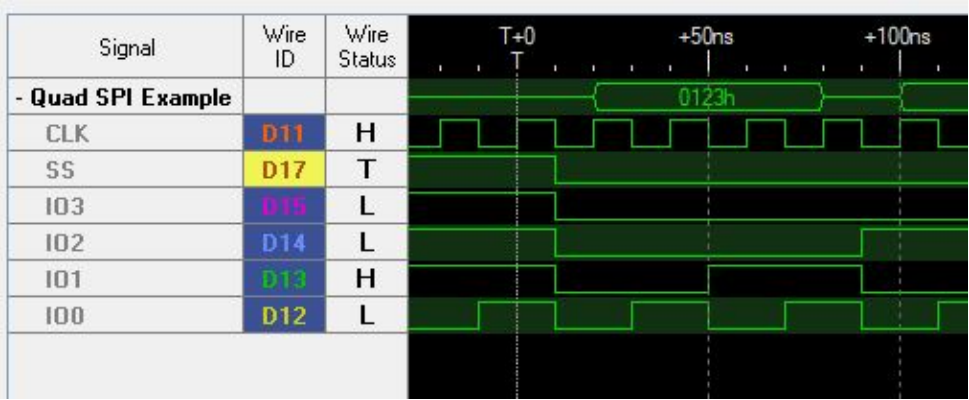 Signal Wire ID Wire Status T+0 +50ns +100ns
T
- Quad SPI Example 0123h
CLK D11 H
SS D17 T
IO3 D15 L
IO2 D14 L
IO1 D13 H
IO0 D12 L